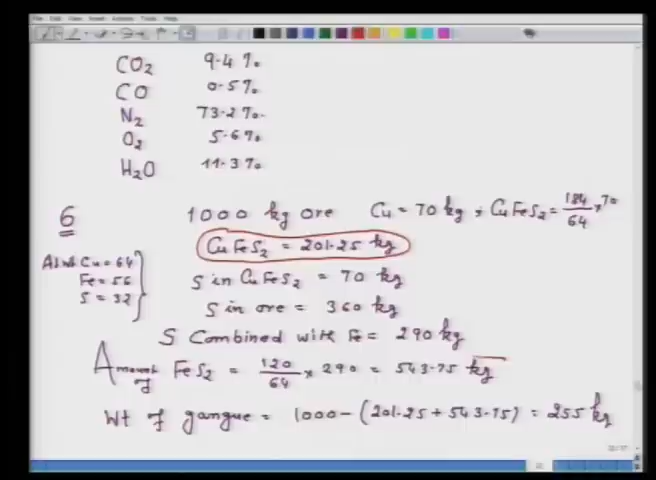 CO2 9.4%
CO 0.5%
N2 73.2%
O2 5.6%
H2O 11.3%
6 1000 kg ore Cu = 70 kg, CuFeS2 = 184/64 × 70
CuFeS2 = 201.25 kg
At wt Cu = 64
Fe = 56
S = 32
S in CuFeS2 = 70 kg
S in ore = 360 kg
S Combined with Fe = 290 kg
Amount of FeS2 = 120/64 × 290 = 543.75 kg
Wt of gangue = 1000 - (201.25 + 543.75) = 255 kg